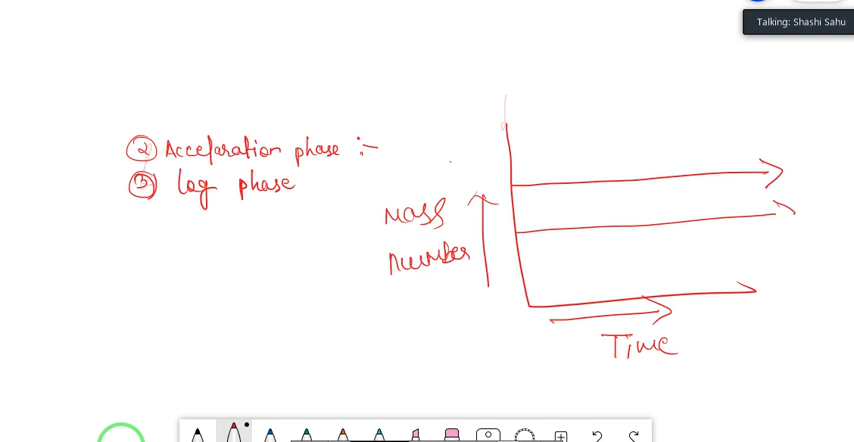 Talking: Shashi Sahu
② Accelaration phase :-
③ Log phase
Mass
number
Time